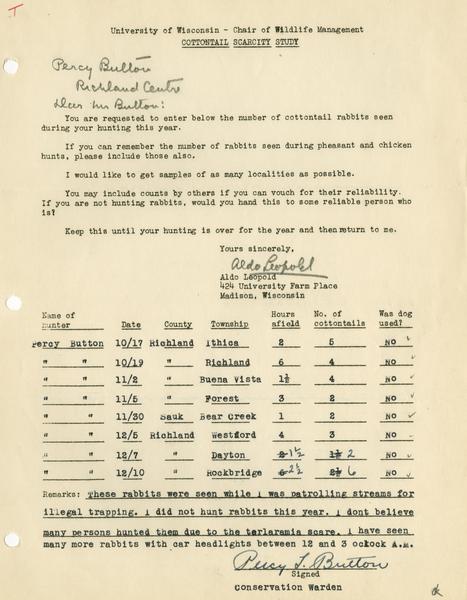 T
University of Wisconsin - Chair of Wildlife Management
COTTONTAIL SCARCITY STUDY
Percy Button
Richland Centre
Dear Mr Button:
You are requested to enter below the number of cottontail rabbits seen
during your hunting this year.
If you can remember the number of rabbits seen during pheasant and chicken
hunts, please include those also.
I would like to get samples of as many localities as possible.
You may include counts by others if you can vouch for their reliability.
If you are not hunting rabbits, would you hand this to some reliable person who
is?
Keep this until your hunting is over for the year and then return to me.
Yours sincerely,
Aldo Leopold
Aldo Leopold
424 University Farm Place
Madison, Wisconsin
Name of hunter Date County Township Hours afield No. of cottontails Was dog used?
Percy Button 10/17 Richland Ithica 2 5 NO ✓
" " 10/19 " Richland 6 4 NO ✓
" " 11/2 " Buena Vista 1½ 4 NO ✓
" " 11/5 " Forest 3 2 NO ✓
" " 11/30 Sauk Bear Creek 1 2 NO ✓
" " 12/5 Richland Westford 4 3 NO ✓
" " 12/7 " Dayton 2 1½ 1½ 2 NO ✓
" " 12/10 " Rockbridge 6 2½ 2½ 6 NO ✓
Remarks: These rabbits were seen while I was patrolling streams for
illegal trapping. I did not hunt rabbits this year. I dont believe
many persons hunted them due to the terlaramia scare. I have seen
many more rabbits with car headlights between 12 and 3 oclock A.M.
Percy L. Button
Signed
Conservation Warden